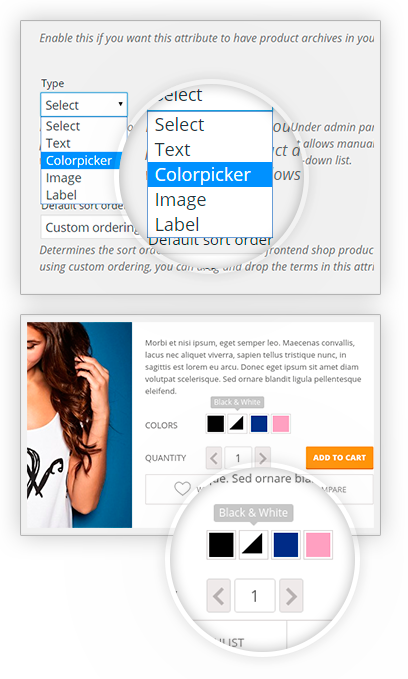 Enable this if you want this attribute to have product archives in you
Type
Select
Select
Text
Colorpicker
Image
Label
Select
Select
Text
Colorpicker
Image
Label
you Under admin pan
allows manua
-down list.
Default sort order
Default sort order
Custom ordering
Determines the sort frontend shop produc
using custom ordering, you can drag and drop the terms in this attri
Morbi et nisi ipsum, eget semper leo. Maecenas convallis,
lacus nec aliquet viverra, sapien tellus tristique nunc, in
sagittis est lorem eu arcu. Donec eget ipsum sit amet diam
volutpat scelerisque. Sed ornare blandit ligula pellentesque
eleifend.
Black & White
COLORS
QUANTITY
1
ADD TO CART
W
MPARE
ue. Sed ornare blan
Black & White
1
LIST